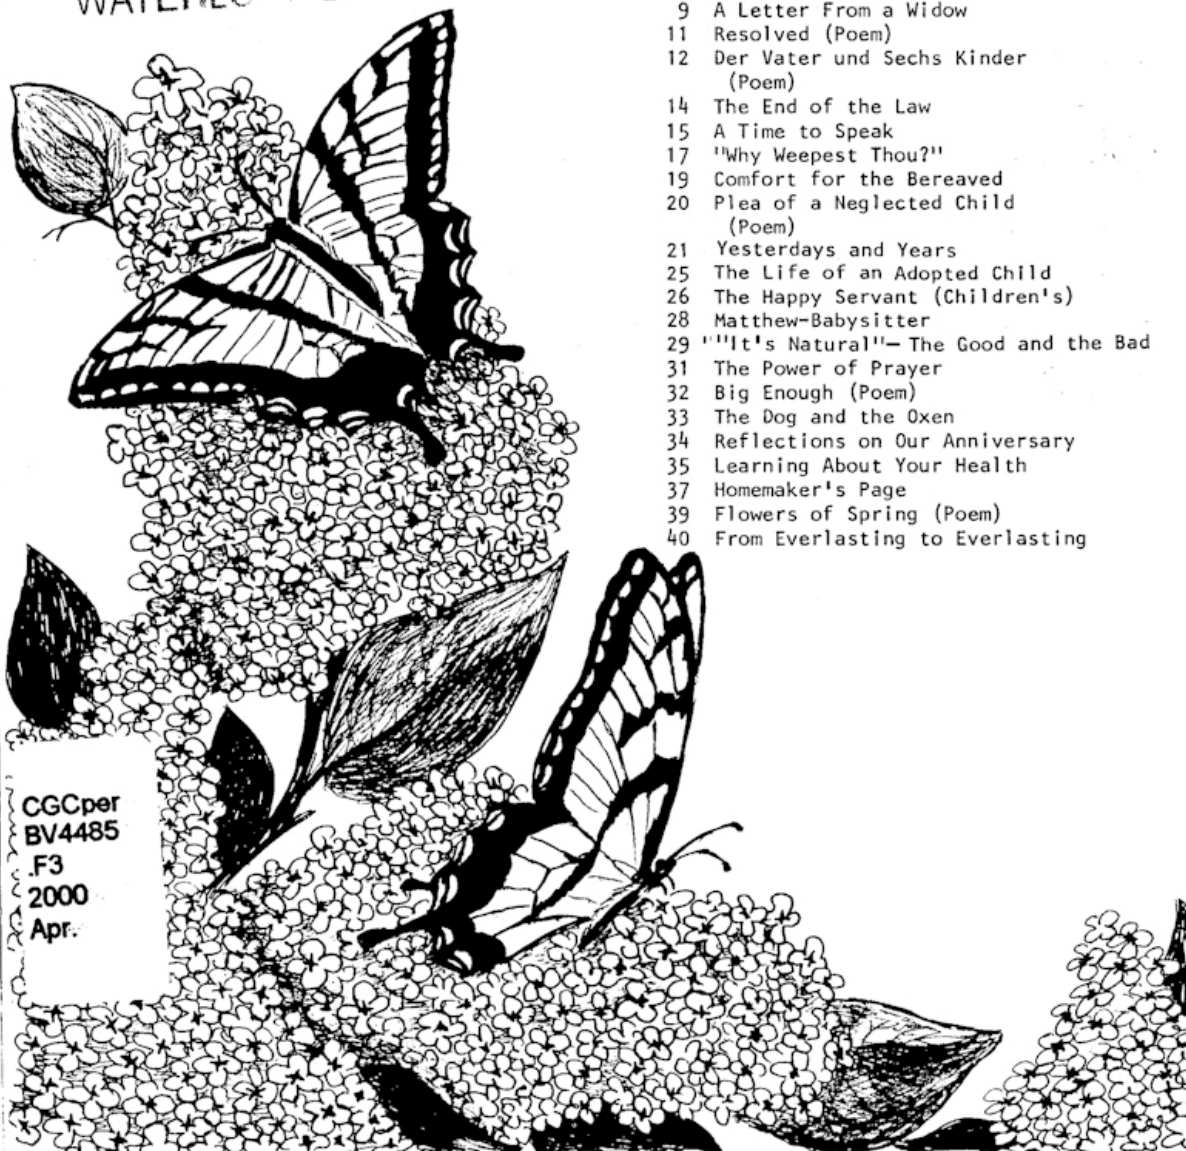 9 A Letter From a Widow
11 Resolved (Poem)
12 Der Vater und Sechs Kinder
(Poem)
14 The End of the Law
15 A Time to Speak
17 "Why Weepest Thou?"
19 Comfort for the Bereaved
20 Plea of a Neglected Child
(Poem)
21 Yesterdays and Years
25 The Life of an Adopted Child
26 The Happy Servant (Children's)
28 Matthew-Babysitter
29 '""It's Natural"— The Good and the Bad
31 The Power of Prayer
32 Big Enough (Poem)
33 The Dog and the Oxen
34 Reflections on Our Anniversary
35 Learning About Your Health
37 Homemaker's Page
39 Flowers of Spring (Poem)
40 From Everlasting to Everlasting
CGCper
BV4485
.F3
2000
Apr.